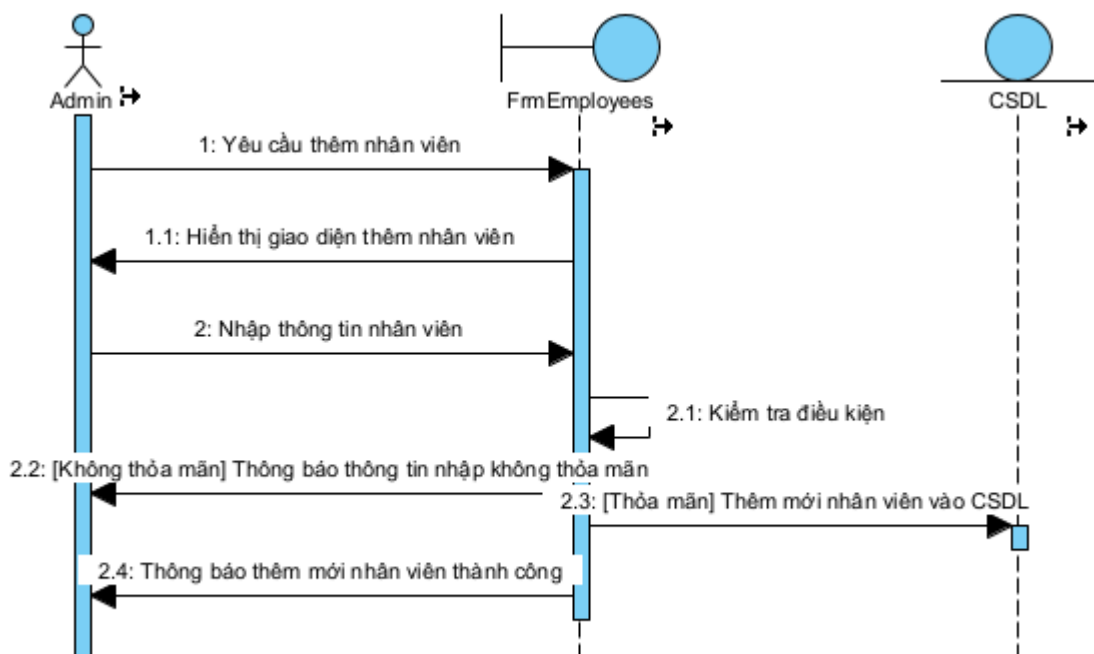 Admin
FrmEmployees
CSDL
1: Yêu cầu thêm nhân viên
1.1: Hiển thị giao diện thêm nhân viên
2: Nhập thông tin nhân viên
2.1: Kiểm tra điều kiện
2.2: [Không thỏa mãn] Thông báo thông tin nhập không thỏa mãn
2.3: [Thỏa mãn] Thêm mới nhân viên vào CSDL
2.4: Thông báo thêm mới nhân viên thành công